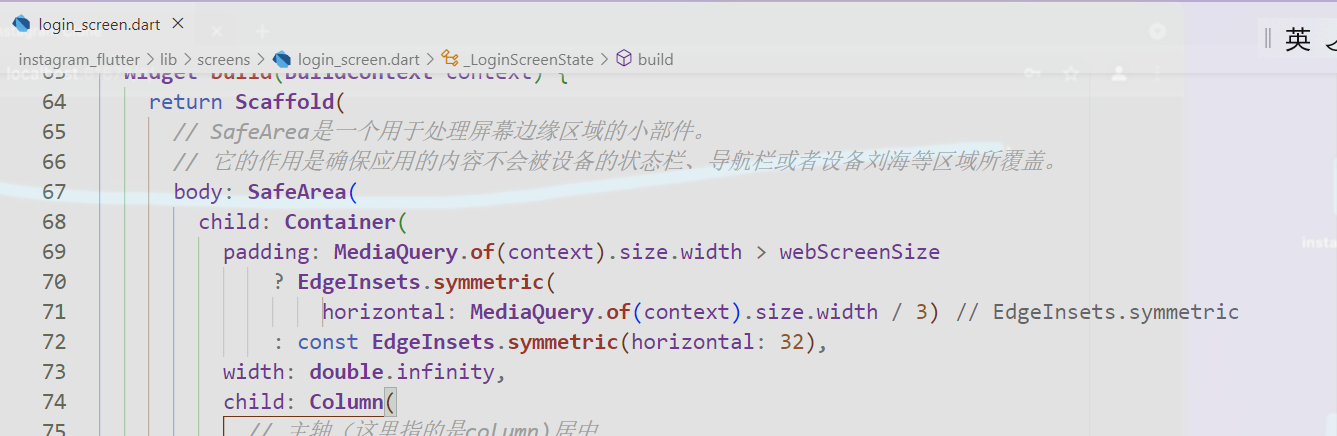 login_screen.dart
instagram_flutter > lib > screens > login_screen.dart > _LoginScreenState > build
英
63 Widget build(BuildContext context) {
64 return Scaffold(
65 // SafeArea是一个用于处理屏幕边缘区域的小部件。
66 // 它的作用是确保应用的内容不会被设备的状态栏、导航栏或者设备刘海等区域所覆盖。
67 body: SafeArea(
68 child: Container(
69 padding: MediaQuery.of(context).size.width > webScreenSize
70 ? EdgeInsets.symmetric(
71 horizontal: MediaQuery.of(context).size.width / 3) // EdgeInsets.symmetric
72 : const EdgeInsets.symmetric(horizontal: 32),
73 width: double.infinity,
74 child: Column(
75 // 主轴（这里指的是column)居中